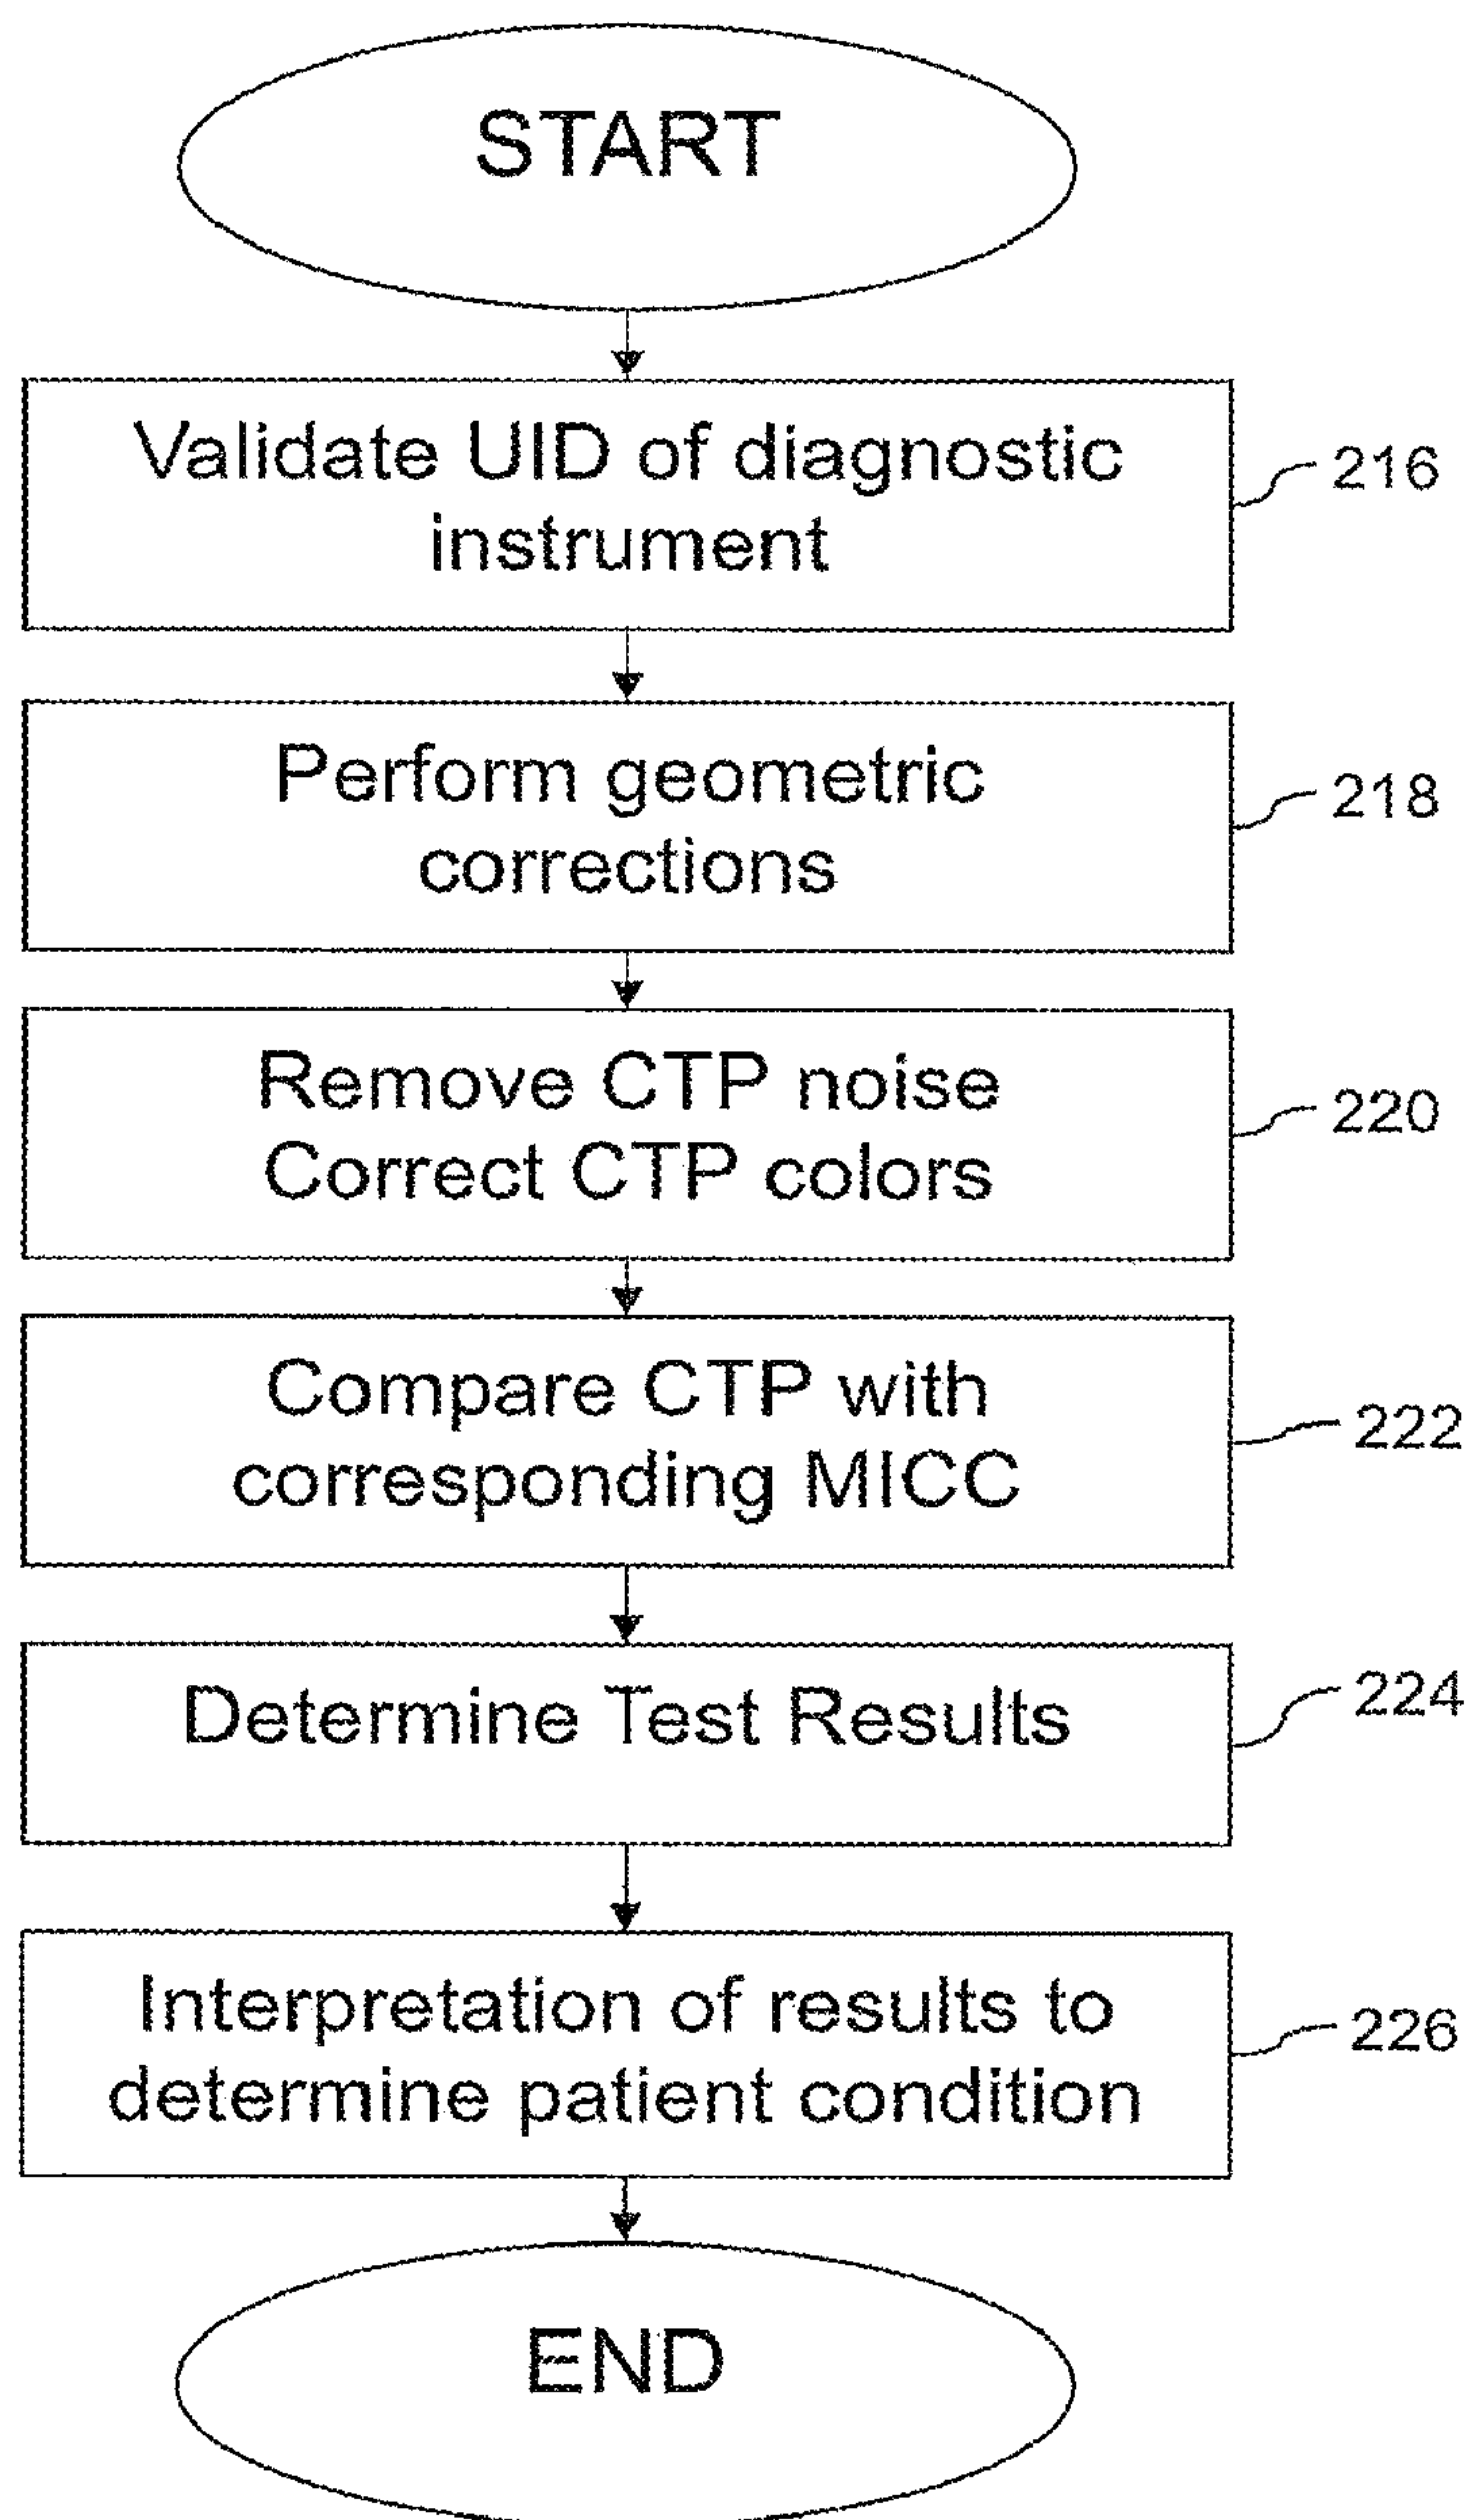 START
Validate UID of diagnostic
instrument
216
Perform geometric
corrections
218
Remove CTP noise
Correct CTP colors
220
Compare CTP with
corresponding MICC
222
Determine Test Results
224
Interpretation of results to
determine patient condition
226
END